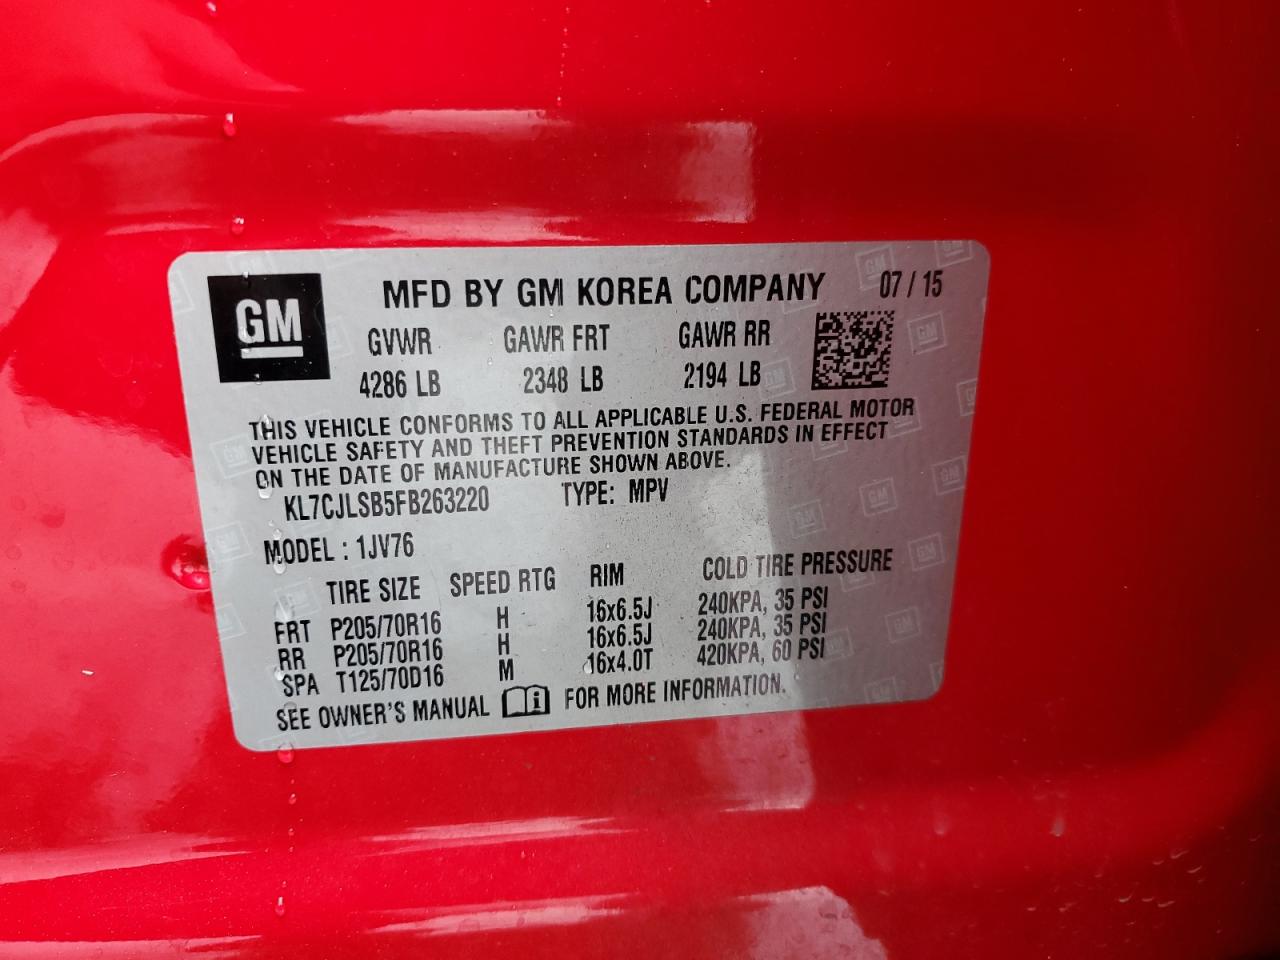 GM
MFD BY GM KOREA COMPANY 07 / 15
GVWR GAWR FRT GAWR RR
4286 LB 2348 LB 2194 LB
THIS VEHICLE CONFORMS TO ALL APPLICABLE U.S. FEDERAL MOTOR
VEHICLE SAFETY AND THEFT PREVENTION STANDARDS IN EFFECT
ON THE DATE OF MANUFACTURE SHOWN ABOVE.
KL7CJLSB5FB263220 TYPE: MPV
MODEL : 1JV76
TIRE SIZE SPEED RTG RIM COLD TIRE PRESSURE
FRT P205/70R16 H 16x6.5J 240KPA, 35 PSI
RR P205/70R16 H 16x6.5J 240KPA, 35 PSI
SPA T125/70D16 M 16x4.0T 420KPA, 60 PSI
SEE OWNER'S MANUAL i FOR MORE INFORMATION.